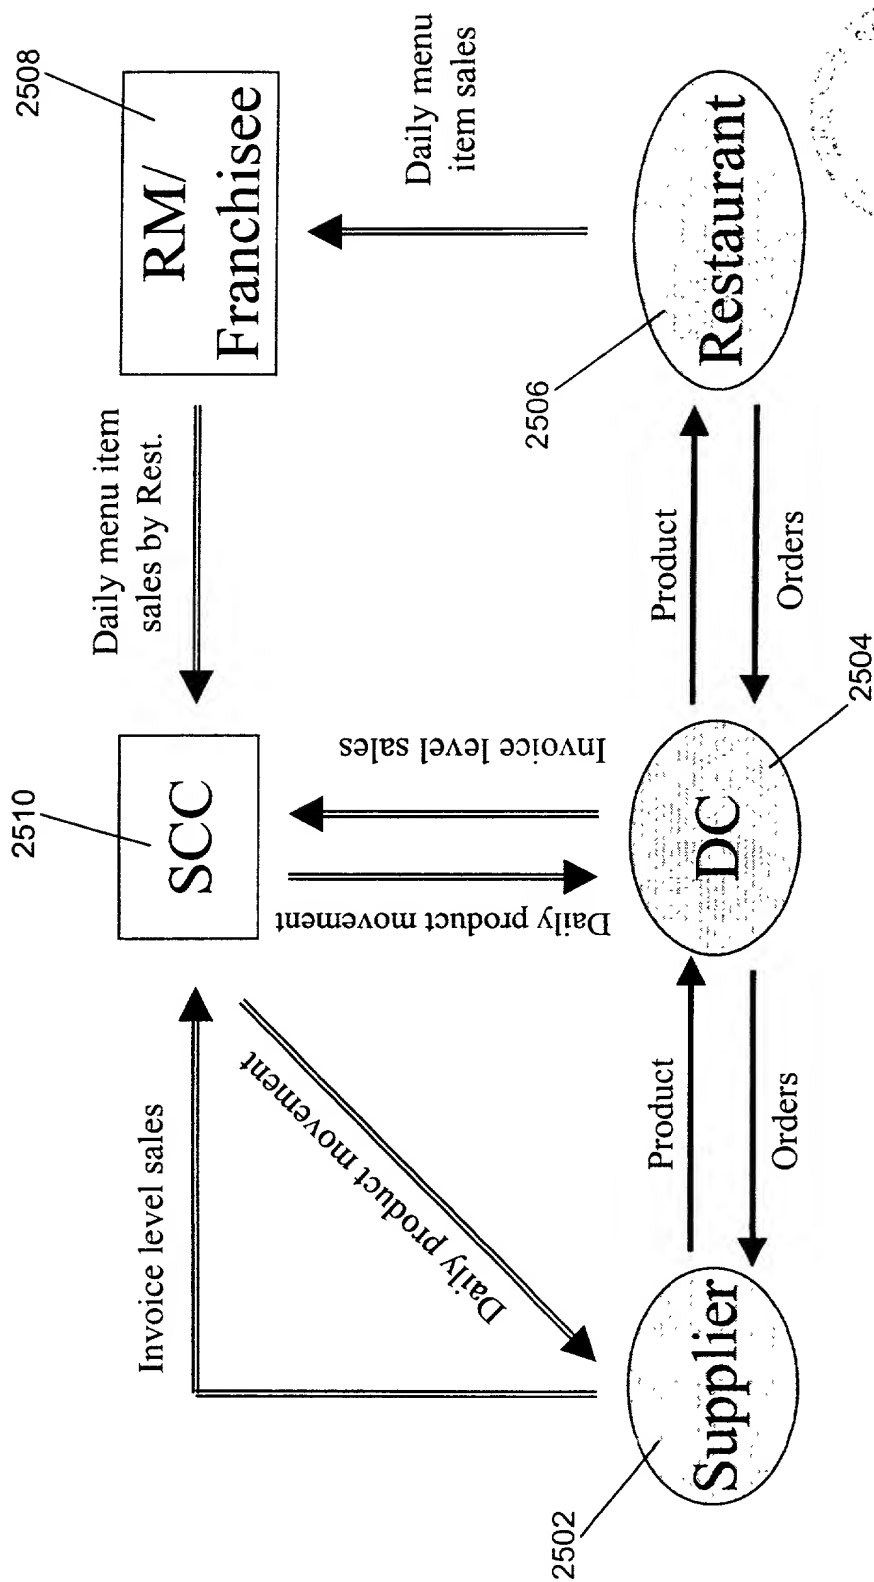 2510
2508
SCC
RM/
Franchisee
Daily menu item
sales by Rest.
Daily menu
item sales
Invoice level sales
Daily product movement
Daily product movement
Invoice level sales
Product
Orders
Product
Orders
2506
2502
Supplier
DC
2504
Restaurant